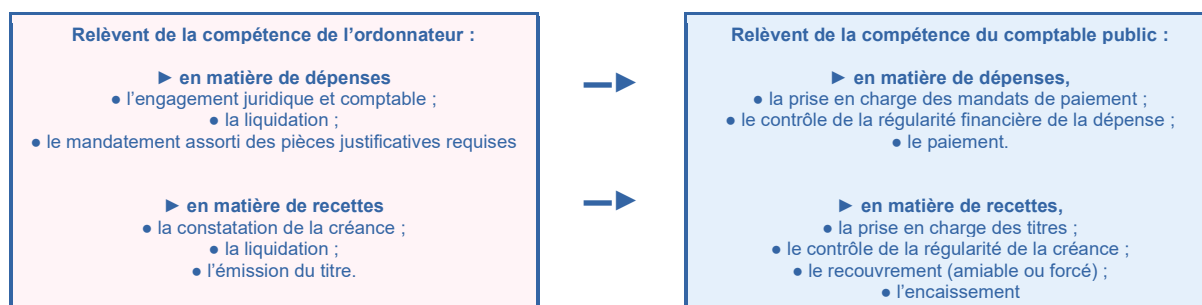 Relèvent de la compétence de l'ordonnateur :
► en matière de dépenses
● l'engagement juridique et comptable ;
● la liquidation ;
● le mandatement assorti des pièces justificatives requises
► en matière de recettes
● la constatation de la créance ;
● la liquidation ;
● l'émission du titre.
Relèvent de la compétence du comptable public :
► en matière de dépenses,
● la prise en charge des mandats de paiement ;
● le contrôle de la régularité financière de la dépense ;
● le paiement.
► en matière de recettes,
● la prise en charge des titres ;
● le contrôle de la régularité de la créance ;
● le recouvrement (amiable ou forcé) ;
● l'encaissement